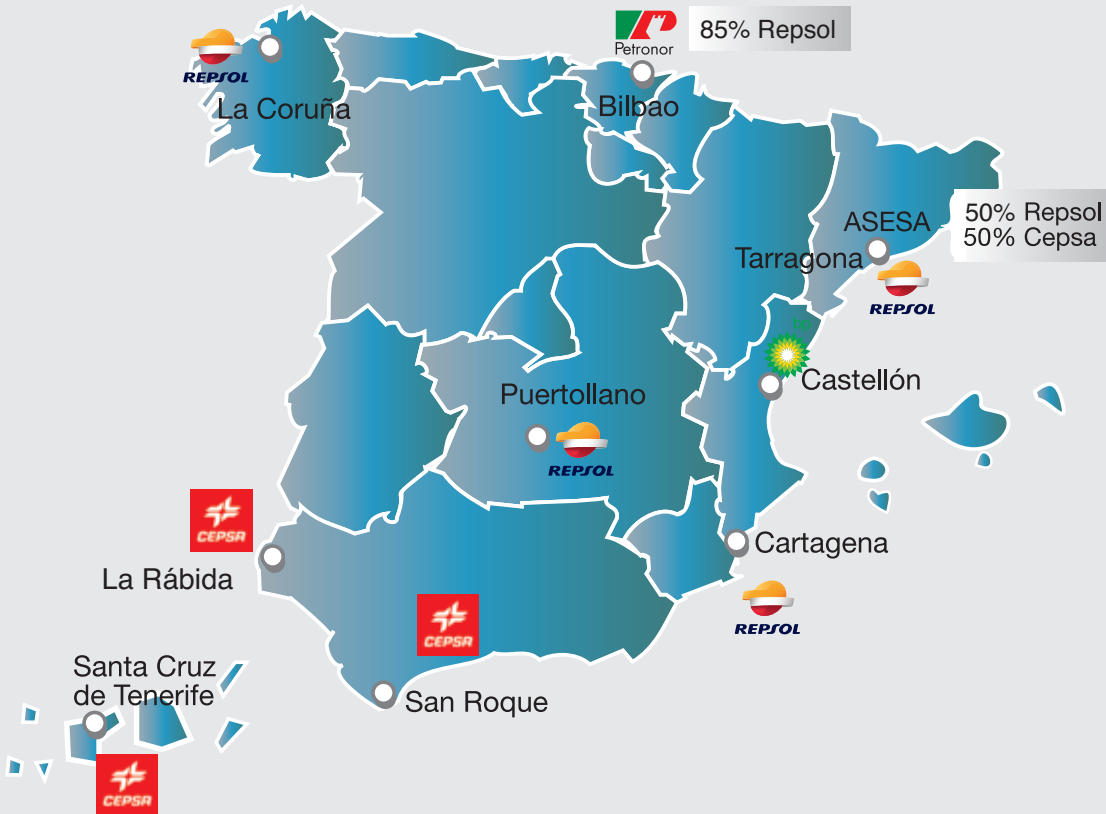 Petronor
85% Repsol
REPSOL
La Coruña
Bilbao
ASESA
50% Repsol
50% Cepsa
Tarragona
REPSOL
bp
Castellón
Puertollano
REPSOL
CEPSA
Cartagena
La Rábida
REPSOL
CEPSA
Santa Cruz
de Tenerife
San Roque
CEPSA